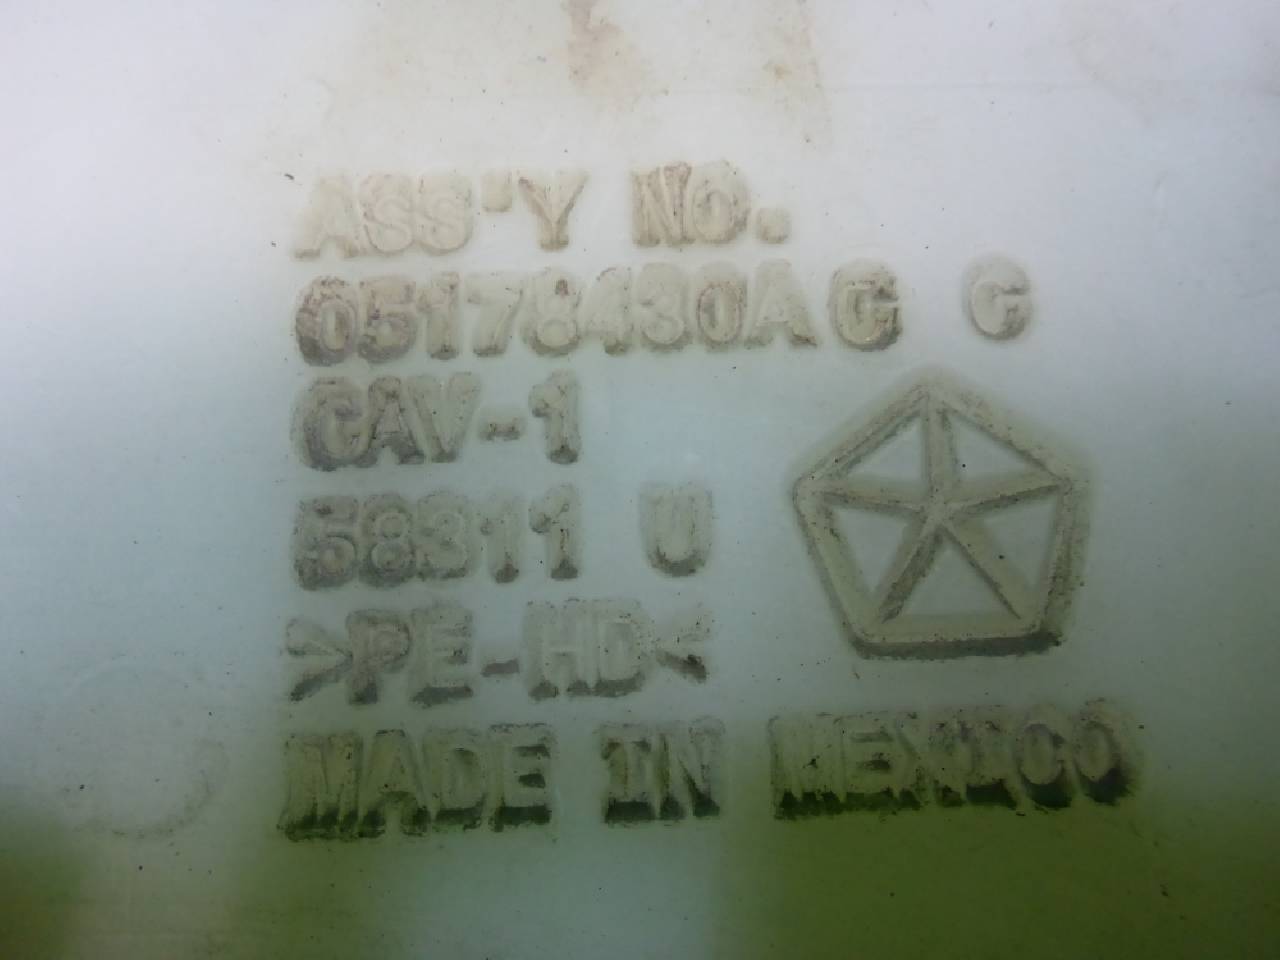 ASS'Y NO.
05178430AG G
CAV-1
58311 U
>PE-HD<
MADE IN MEXICO